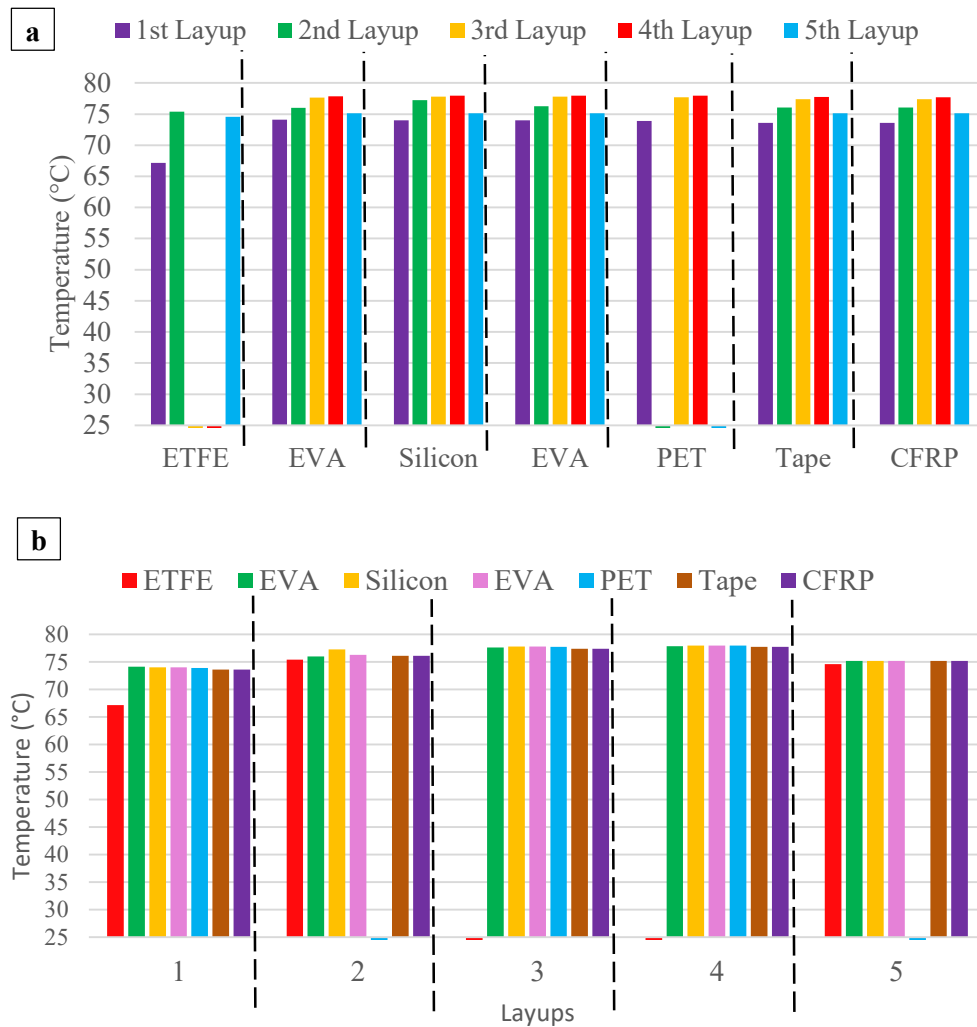 a
1st Layup 2nd Layup 3rd Layup 4th Layup 5th Layup
Temperature (°C)
80
75
70
65
60
55
50
45
40
35
30
25
ETFE EVA Silicon EVA PET Tape CFRP
b
ETFE EVA Silicon EVA PET Tape CFRP
Temperature (°C)
80
75
70
65
60
55
50
45
40
35
30
25
1 2 3 4 5
Layups